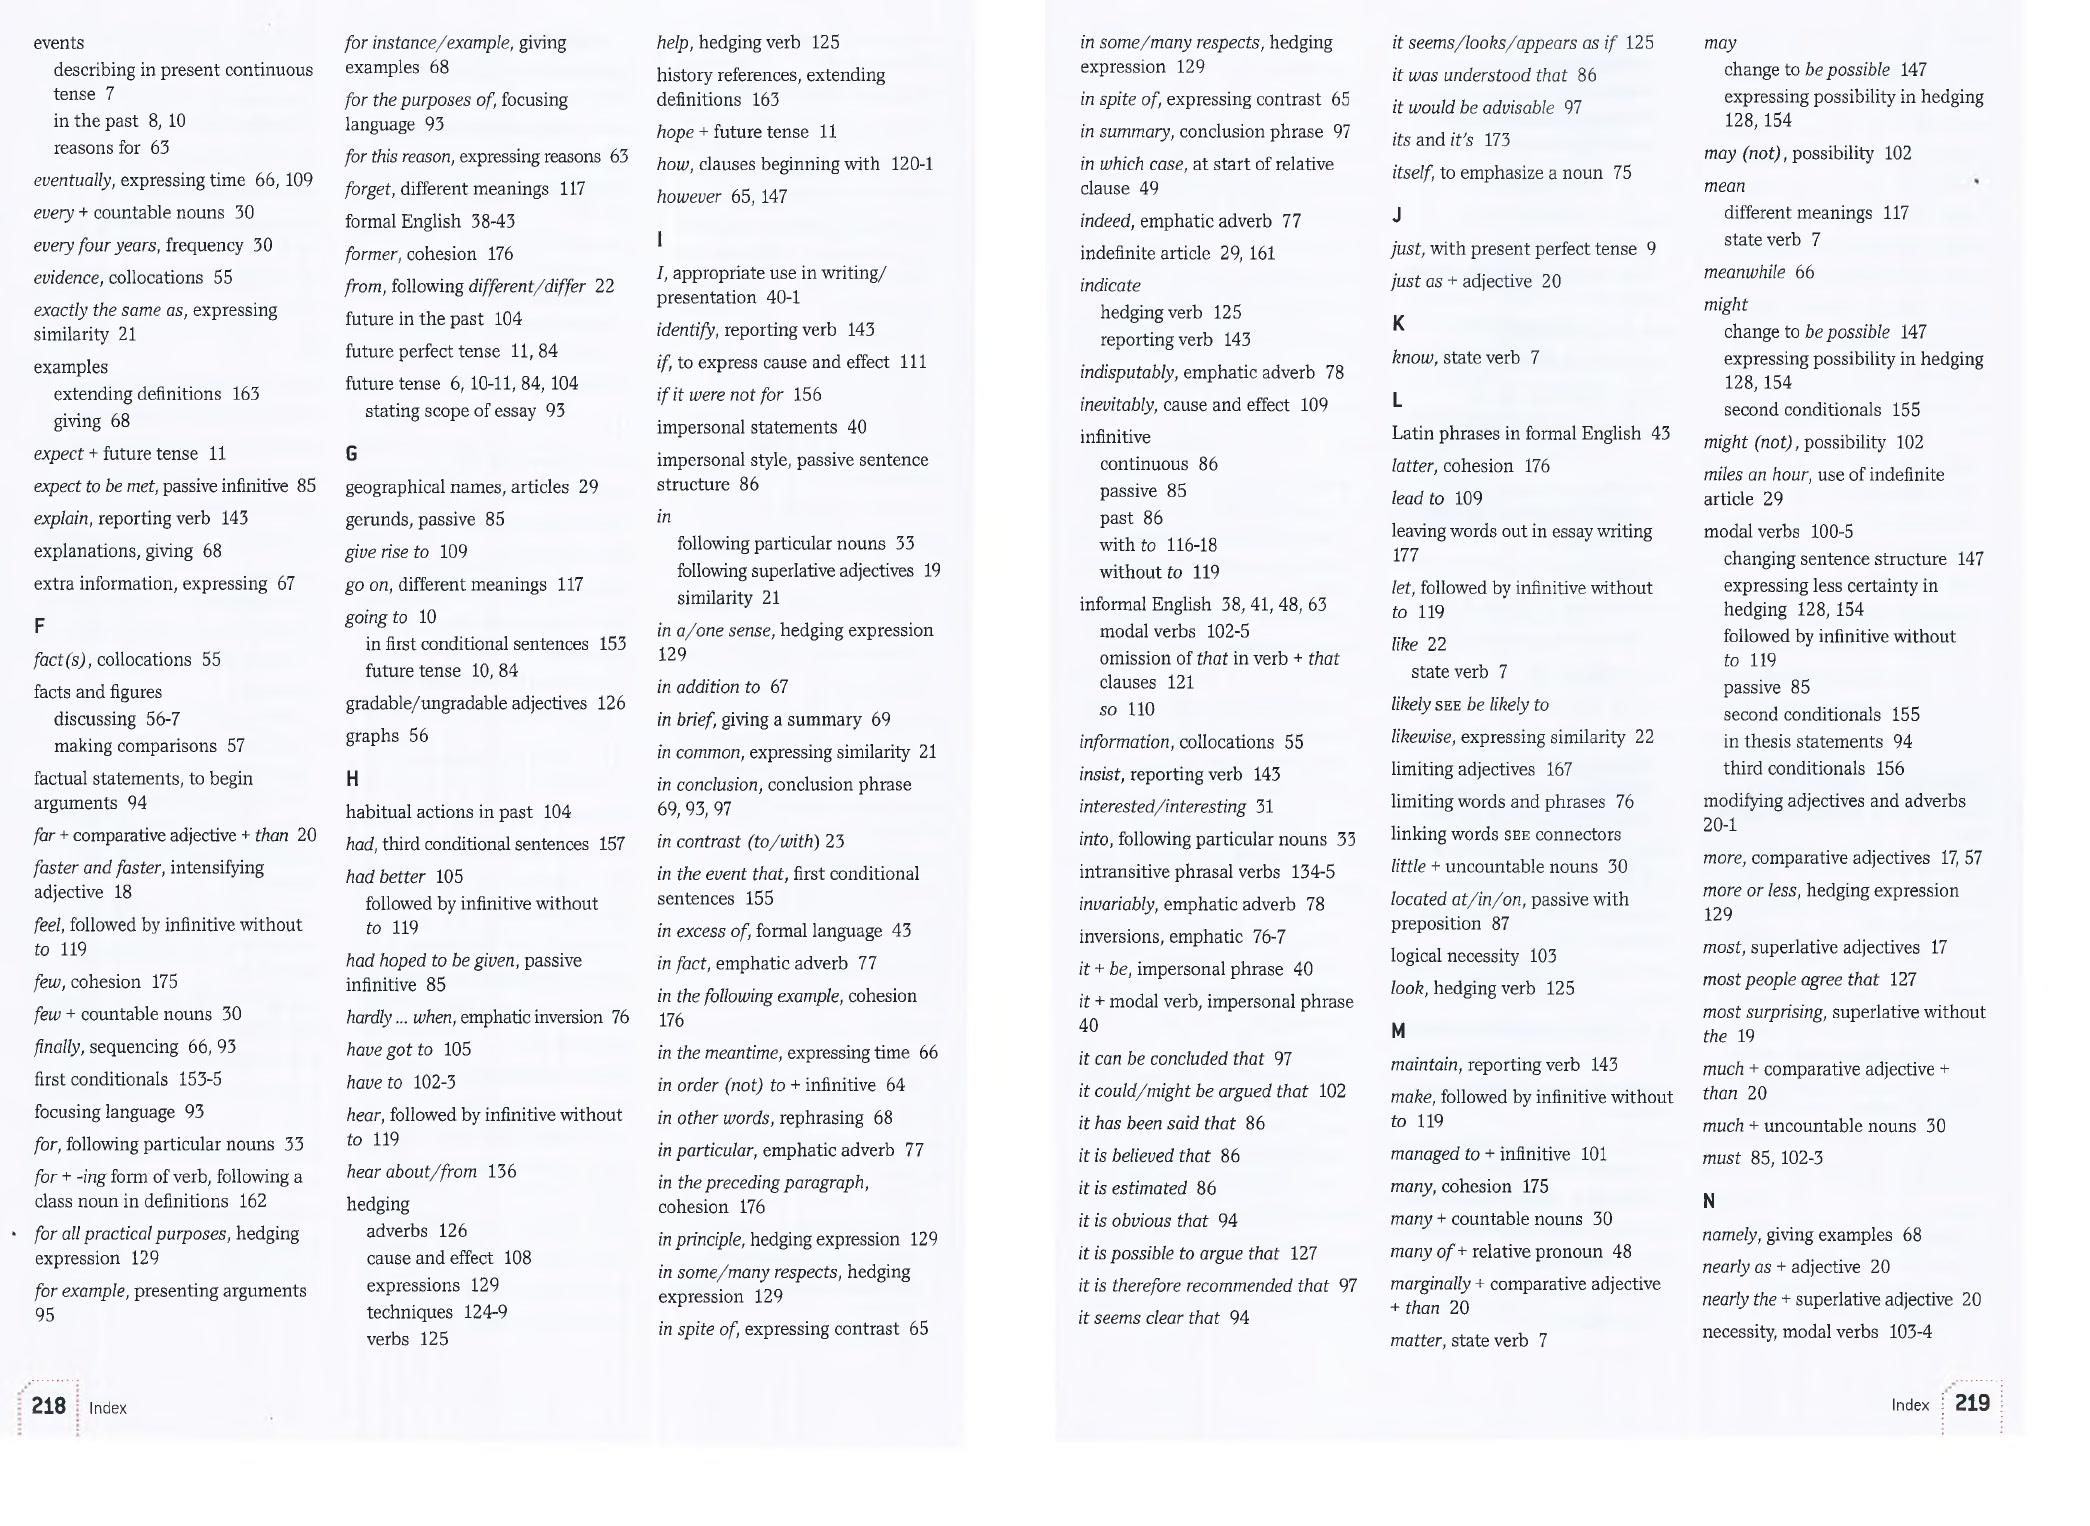 events
describing in present continuous
tense 7
in the past 8, 10
reasons for 63
eventually, expressing time 66, 109
every + countable nouns 30
every four years, frequency 30
evidence, collocations 55
exactly the same as, expressing
similarity 21
examples
extending definitions 163
giving 68
expect + future tense 11
expect to be met, passive infinitive 85
explain, reporting verb 143
explanations, giving 68
extra information, expressing 67
F
fact(s), collocations 55
facts and figures
discussing 56-7
making comparisons 57
factual statements, to begin
arguments 94
far + comparative adjective + than 20
faster and faster, intensifying
adjective 18
feel, followed by infinitive without
to 119
few, cohesion 175
few + countable nouns 30
finally, sequencing 66, 93
first conditionals 153-5
focusing language 93
for, following particular nouns 33
for + -ing form of verb, following a
class noun in definitions 162
for all practical purposes, hedging
expression 129
for example, presenting arguments
95
for instance/example, giving
examples 68
for the purposes of, focusing
language 93
for this reason, expressing reasons 63
forget, different meanings 117
formal English 38-43
former, cohesion 176
from, following different/differ 22
future in the past 104
future perfect tense 11, 84
future tense 6, 10-11, 84, 104
stating scope of essay 93
G
geographical names, articles 29
gerunds, passive 85
give rise to 109
go on, different meanings 117
going to 10
in first conditional sentences 153
future tense 10, 84
gradable/ungradable adjectives 126
graphs 56
H
habitual actions in past 104
had, third conditional sentences 157
had better 105
followed by infinitive without
to 119
had hoped to be given, passive
infinitive 85
hardly ... when, emphatic inversion 76
have got to 105
have to 102-3
hear, followed by infinitive without
to 119
hear about/from 136
hedging
adverbs 126
cause and effect 108
expressions 129
techniques 124-9
verbs 125
help, hedging verb 125
history references, extending
definitions 163
hope + future tense 11
how, clauses beginning with 120-1
however 65, 147
I
I, appropriate use in writing/
presentation 40-1
identify, reporting verb 143
if, to express cause and effect 111
if it were not for 156
impersonal statements 40
impersonal style, passive sentence
structure 86
in
following particular nouns 33
following superlative adjectives 19
similarity 21
in a/one sense, hedging expression
129
in addition to 67
in brief, giving a summary 69
in common, expressing similarity 21
in conclusion, conclusion phrase
69, 93, 97
in contrast (to/with) 23
in the event that, first conditional
sentences 155
in excess of, formal language 43
in fact, emphatic adverb 77
in the following example, cohesion
176
in the meantime, expressing time 66
in order (not) to + infinitive 64
in other words, rephrasing 68
in particular, emphatic adverb 77
in the preceding paragraph,
cohesion 176
in principle, hedging expression 129
in some/many respects, hedging
expression 129
in spite of, expressing contrast 65
218 Index
in some/many respects, hedging
expression 129
in spite of, expressing contrast 65
in summary, conclusion phrase 97
in which case, at start of relative
clause 49
indeed, emphatic adverb 77
indefinite article 29, 161
indicate
hedging verb 125
reporting verb 143
indisputably, emphatic adverb 78
inevitably, cause and effect 109
infinitive
continuous 86
passive 85
past 86
with to 116-18
without to 119
informal English 38, 41, 48, 63
modal verbs 102-5
omission of that in verb + that
clauses 121
so 110
information, collocations 55
insist, reporting verb 143
interested/interesting 31
into, following particular nouns 33
intransitive phrasal verbs 134-5
invariably, emphatic adverb 78
inversions, emphatic 76-7
it + be, impersonal phrase 40
it + modal verb, impersonal phrase
40
it can be concluded that 97
it could/might be argued that 102
it has been said that 86
it is believed that 86
it is estimated 86
it is obvious that 94
it is possible to argue that 127
it is therefore recommended that 97
it seems clear that 94
it seems/looks/appears as if 125
it was understood that 86
it would be advisable 97
its and it's 173
itself, to emphasize a noun 75
J
just, with present perfect tense 9
just as + adjective 20
K
know, state verb 7
L
Latin phrases in formal English 43
latter, cohesion 176
lead to 109
leaving words out in essay writing
177
let, followed by infinitive without
to 119
like 22
state verb 7
likely SEE be likely to
likewise, expressing similarity 22
limiting adjectives 167
limiting words and phrases 76
linking words SEE connectors
little + uncountable nouns 30
located at/in/on, passive with
preposition 87
logical necessity 103
look, hedging verb 125
M
maintain, reporting verb 143
make, followed by infinitive without
to 119
managed to + infinitive 101
many, cohesion 175
many + countable nouns 30
many of + relative pronoun 48
marginally + comparative adjective
+ than 20
matter, state verb 7
may
change to be possible 147
expressing possibility in hedging
128, 154
may (not), possibility 102
mean
different meanings 117
state verb 7
meanwhile 66
might
change to be possible 147
expressing possibility in hedging
128, 154
second conditionals 155
might (not), possibility 102
miles an hour, use of indefinite
article 29
modal verbs 100-5
changing sentence structure 147
expressing less certainty in
hedging 128, 154
followed by infinitive without
to 119
passive 85
second conditionals 155
in thesis statements 94
third conditionals 156
modifying adjectives and adverbs
20-1
more, comparative adjectives 17, 57
more or less, hedging expression
129
most, superlative adjectives 17
most people agree that 127
most surprising, superlative without
the 19
much + comparative adjective +
than 20
much + uncountable nouns 30
must 85, 102-3
N
namely, giving examples 68
nearly as + adjective 20
nearly the + superlative adjective 20
necessity, modal verbs 103-4
Index 219